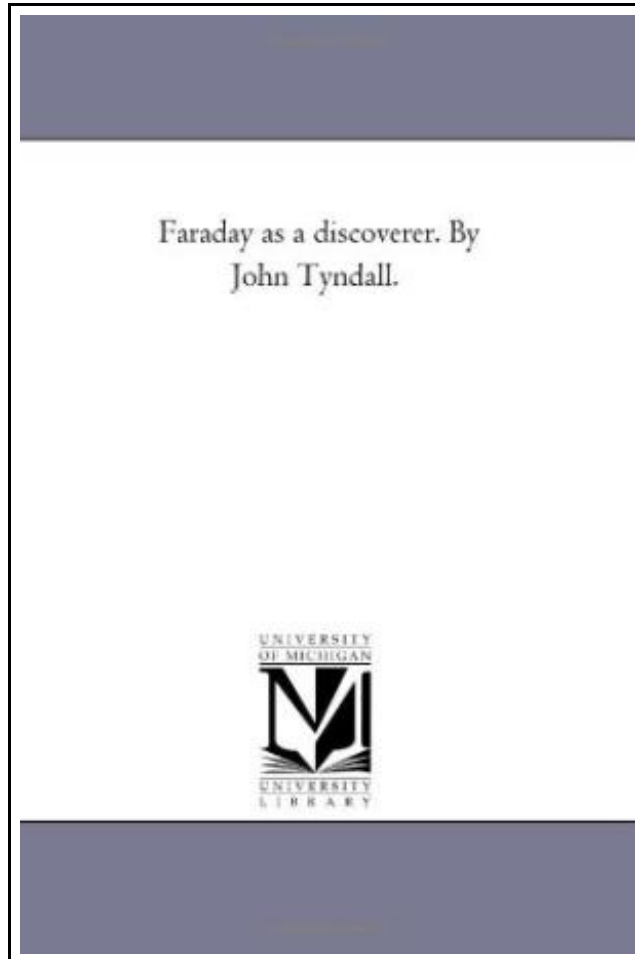 Faraday as a discoverer. By
John Tyndall.
UNIVERSITY
OF MICHIGAN
UNIVERSITY
LIBRARY